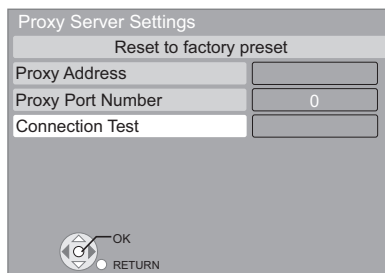 Proxy Server Settings
Reset to factory preset
Proxy Address
Proxy Port Number 0
Connection Test
OK
RETURN